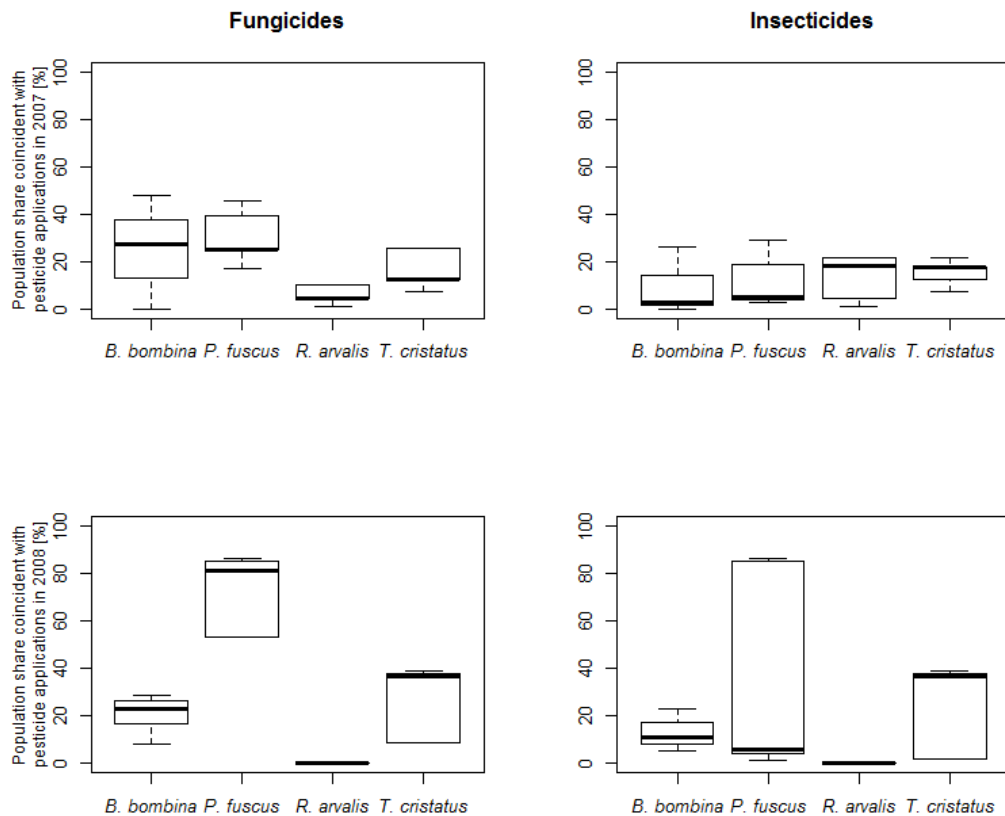 Fungicides
Insecticides
Population share coincident with
pesticide applications in 2007 [%]
100
80
60
40
20
0
B. bombina P. fuscus R. arvalis T. cristatus
100
80
60
40
20
0
B. bombina P. fuscus R. arvalis T. cristatus
Population share coincident with
pesticide applications in 2008 [%]
100
80
60
40
20
0
B. bombina P. fuscus R. arvalis T. cristatus
100
80
60
40
20
0
B. bombina P. fuscus R. arvalis T. cristatus